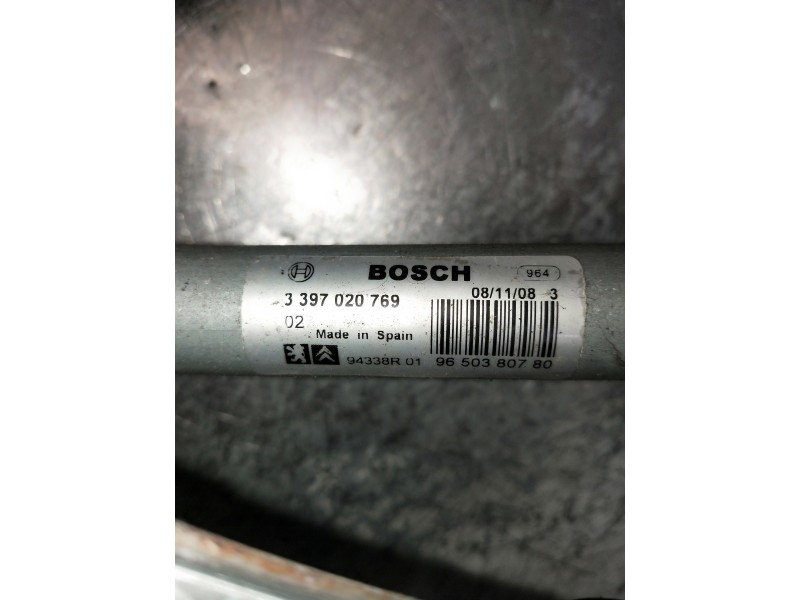 BOSCH 964
3 397 020 769 08/11/08 3
02
Made in Spain
94338R 01 96 503 807 80